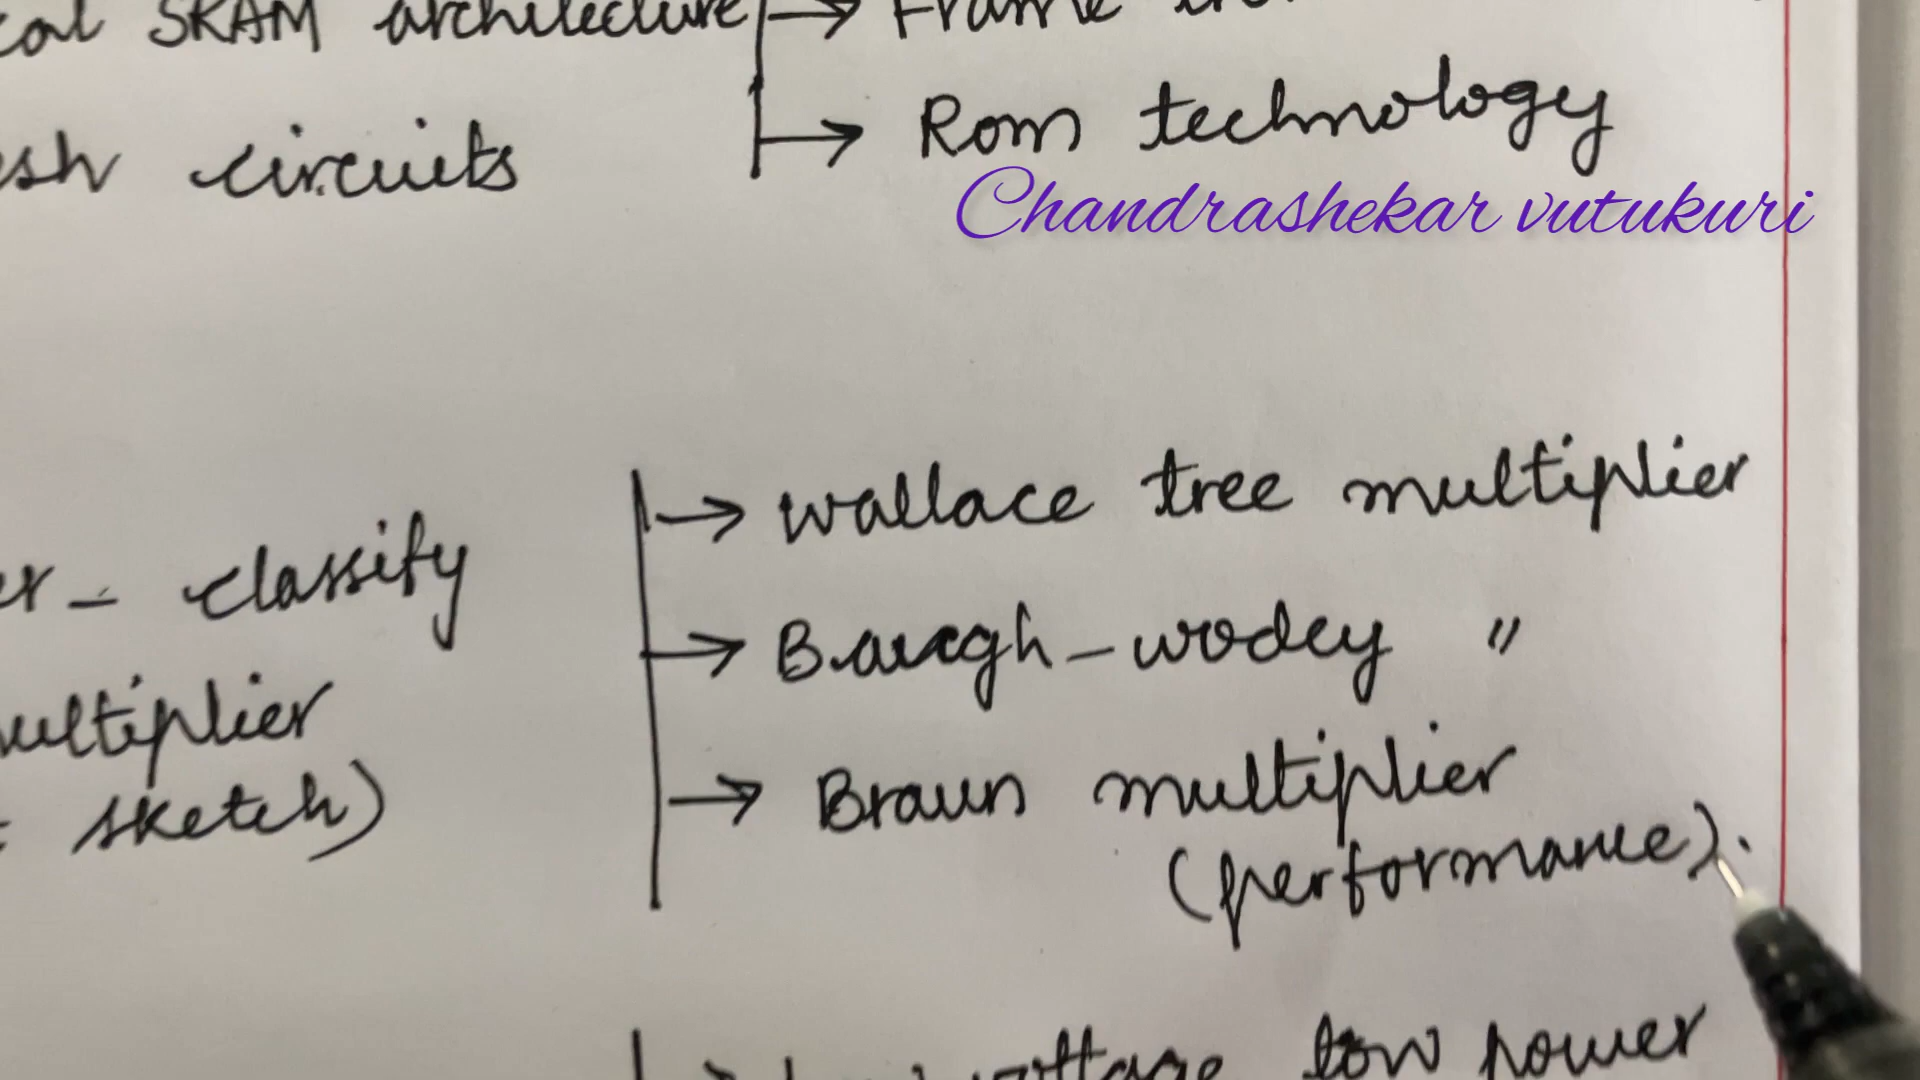 SRAM architecture → Frame
circuits → Rom technology
Chandrashekar vutukuri
→ wallace tree multiplier
classify
→ Baugh-wodey "
multiplier
→ Braun multiplier
sketch)
(performance).
low power